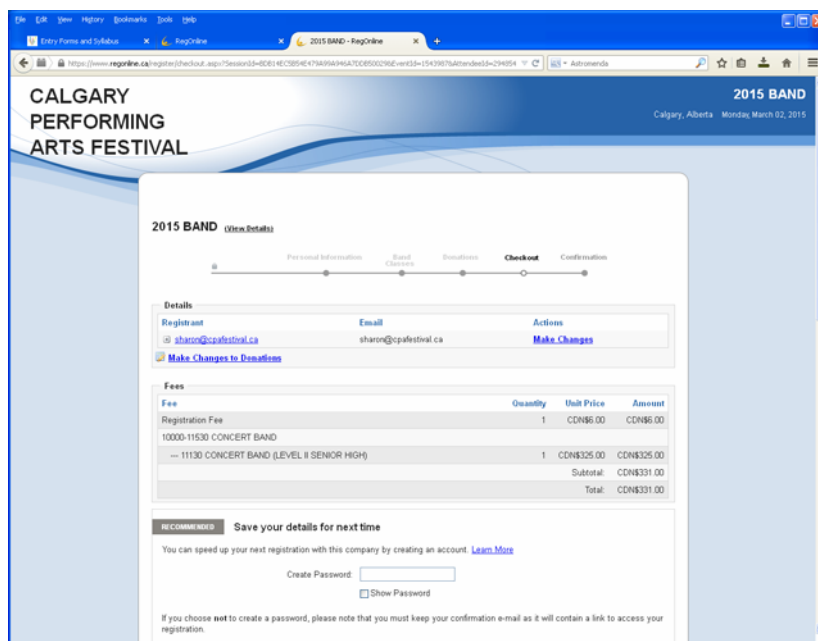 File Edit View History Bookmarks Tools Help
Entry Forms and Syllabus × RegOnline × 2015 BAND - RegOnline × +
Astromenda
CALGARY
PERFORMING
ARTS FESTIVAL
2015 BAND
Calgary, Alberta Monday, March 02, 2015
2015 BAND (View Details)
Personal Information Band Classes Donations Checkout Confirmation
Details
Registrant Email Actions
sharon@cpafestival.ca sharon@cpafestival.ca Make Changes
Make Changes to Donations
Fees
Fee Quantity Unit Price Amount
Registration Fee 1 CDN$6.00 CDN$6.00
10000-11530 CONCERT BAND
--- 11130 CONCERT BAND (LEVEL II SENIOR HIGH) 1 CDN$325.00 CDN$325.00
Subtotal: CDN$331.00
Total: CDN$331.00
RECOMMENDED Save your details for next time
You can speed up your next registration with this company by creating an account. Learn More
Create Password:
Show Password
If you choose not to create a password, please note that you must keep your confirmation e-mail as it will contain a link to access your
registration.